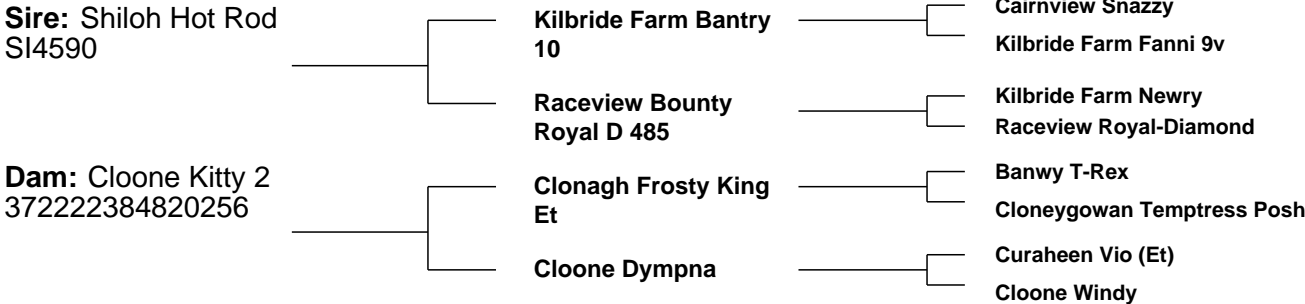 Sire: Shiloh Hot Rod
SI4590
Kilbride Farm Bantry
10
Cairnview Snazzy
Kilbride Farm Fanni 9v
Raceview Bounty
Royal D 485
Kilbride Farm Newry
Raceview Royal-Diamond
Dam: Cloone Kitty 2
372222384820256
Clonagh Frosty King
Et
Banwy T-Rex
Cloneygowan Temptress Posh
Cloone Dympna
Curaheen Vio (Et)
Cloone Windy